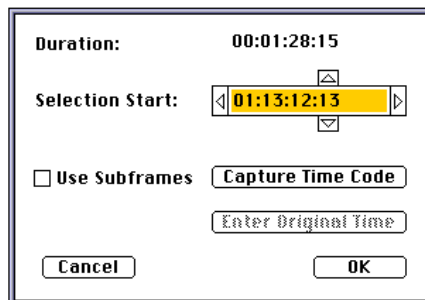 Duration: 00:01:28:15
Selection Start: 01:13:12:13
Use Subframes Capture Time Code
Enter Original Time
Cancel OK